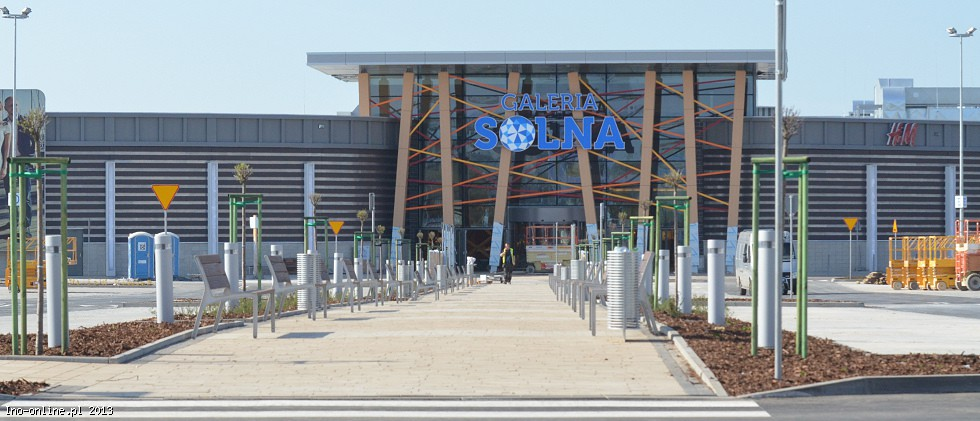 GALERIA
SOLNA
H&M
Ino-online.pl 2013